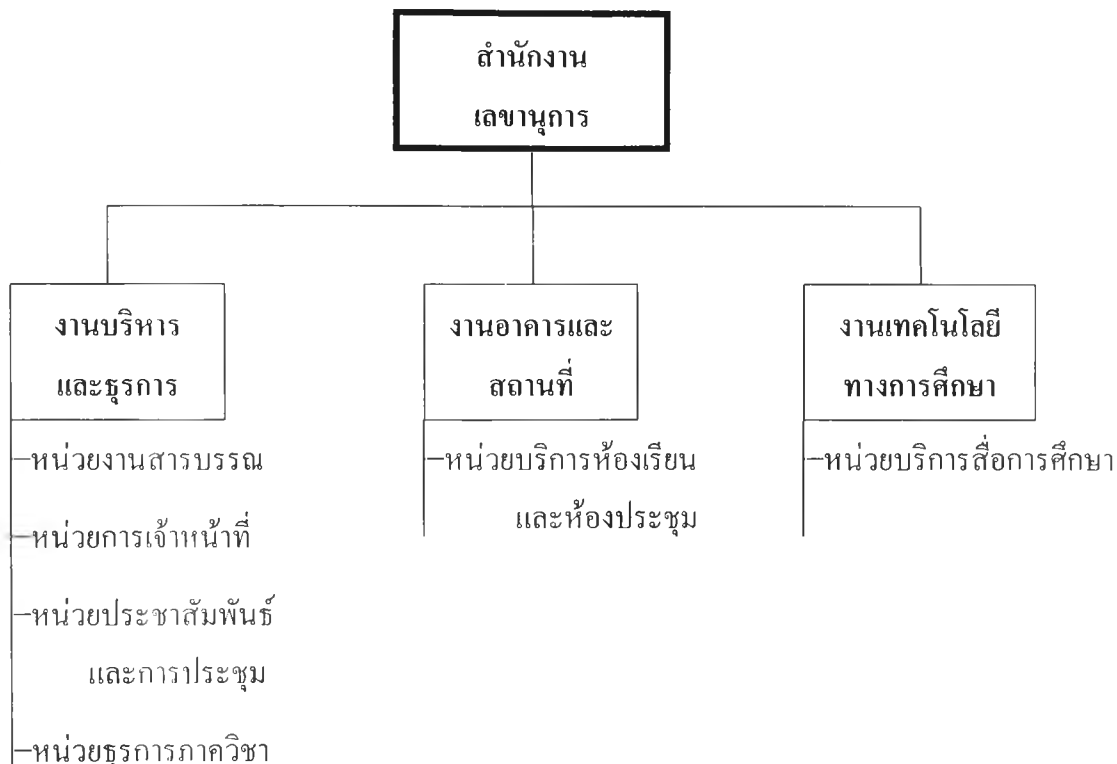 สำนักงาน
เลขานุการ
งานบริหาร
และธุรการ
หน่วยงานสารบรรณ
หน่วยการเจ้าหน้าที่
หน่วยประชาสัมพันธ์
และการประชุม
หน่วยธุรการภาควิชา
งานอาคารและ
สถานที่
หน่วยบริการห้องเรียน
และห้องประชุม
งานเทคโนโลยี
ทางการศึกษา
หน่วยบริการสื่อการศึกษา